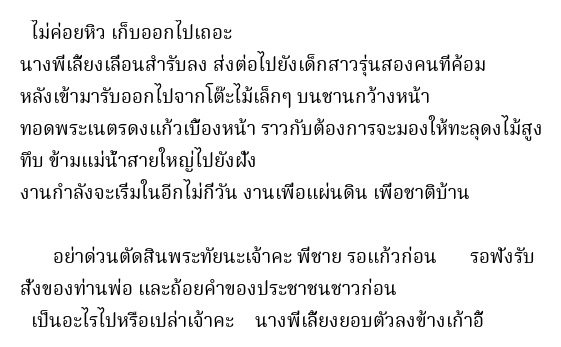 ไม่ค่อยหิว เก็บออกไปเถอะ
นางพี่เลี้ยงเลื่อนสำรับลง ส่งต่อไปยังเด็กสาวรุ่นสองคนที่ค้อม
หลังเข้ามารับออกไปจากโต๊ะไม้เล็กๆ บนชานกว้างหน้า
ทอดพระเนตรดงแก้วเบื้องหน้า ราวกับต้องการจะมองให้ทะลุดงไม้สูง
ทึบ ข้ามแม่น้ำสายใหญ่ไปยังฝั่ง
งานกำลังจะเริ่มในอีกไม่กี่วัน งานเพื่อแผ่นดิน เพื่อชาติบ้าน
อย่าด่วนตัดสินพระทัยนะเจ้าคะ พี่ชาย รอแก้วก่อน รอฟังรับ
สั่งของท่านพ่อ และถ้อยคำของประชาชนชาวก่อน
เป็นอะไรไปหรือเปล่าเจ้าคะ นางพี่เลี้ยงยอบตัวลงข้างเก้าอี้